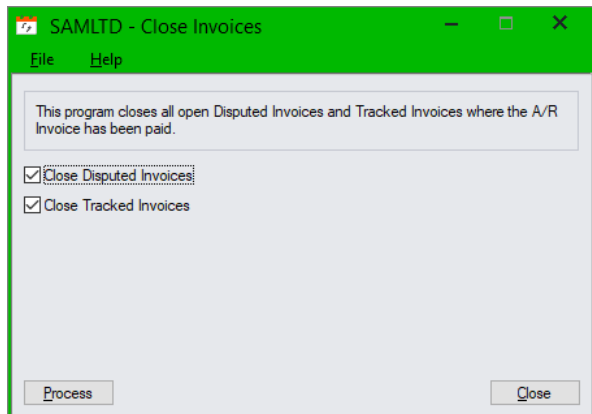 SAMLTD - Close Invoices
File Help
This program closes all open Disputed Invoices and Tracked Invoices where the A/R
Invoice has been paid.
Close Disputed Invoices
Close Tracked Invoices
Process Close